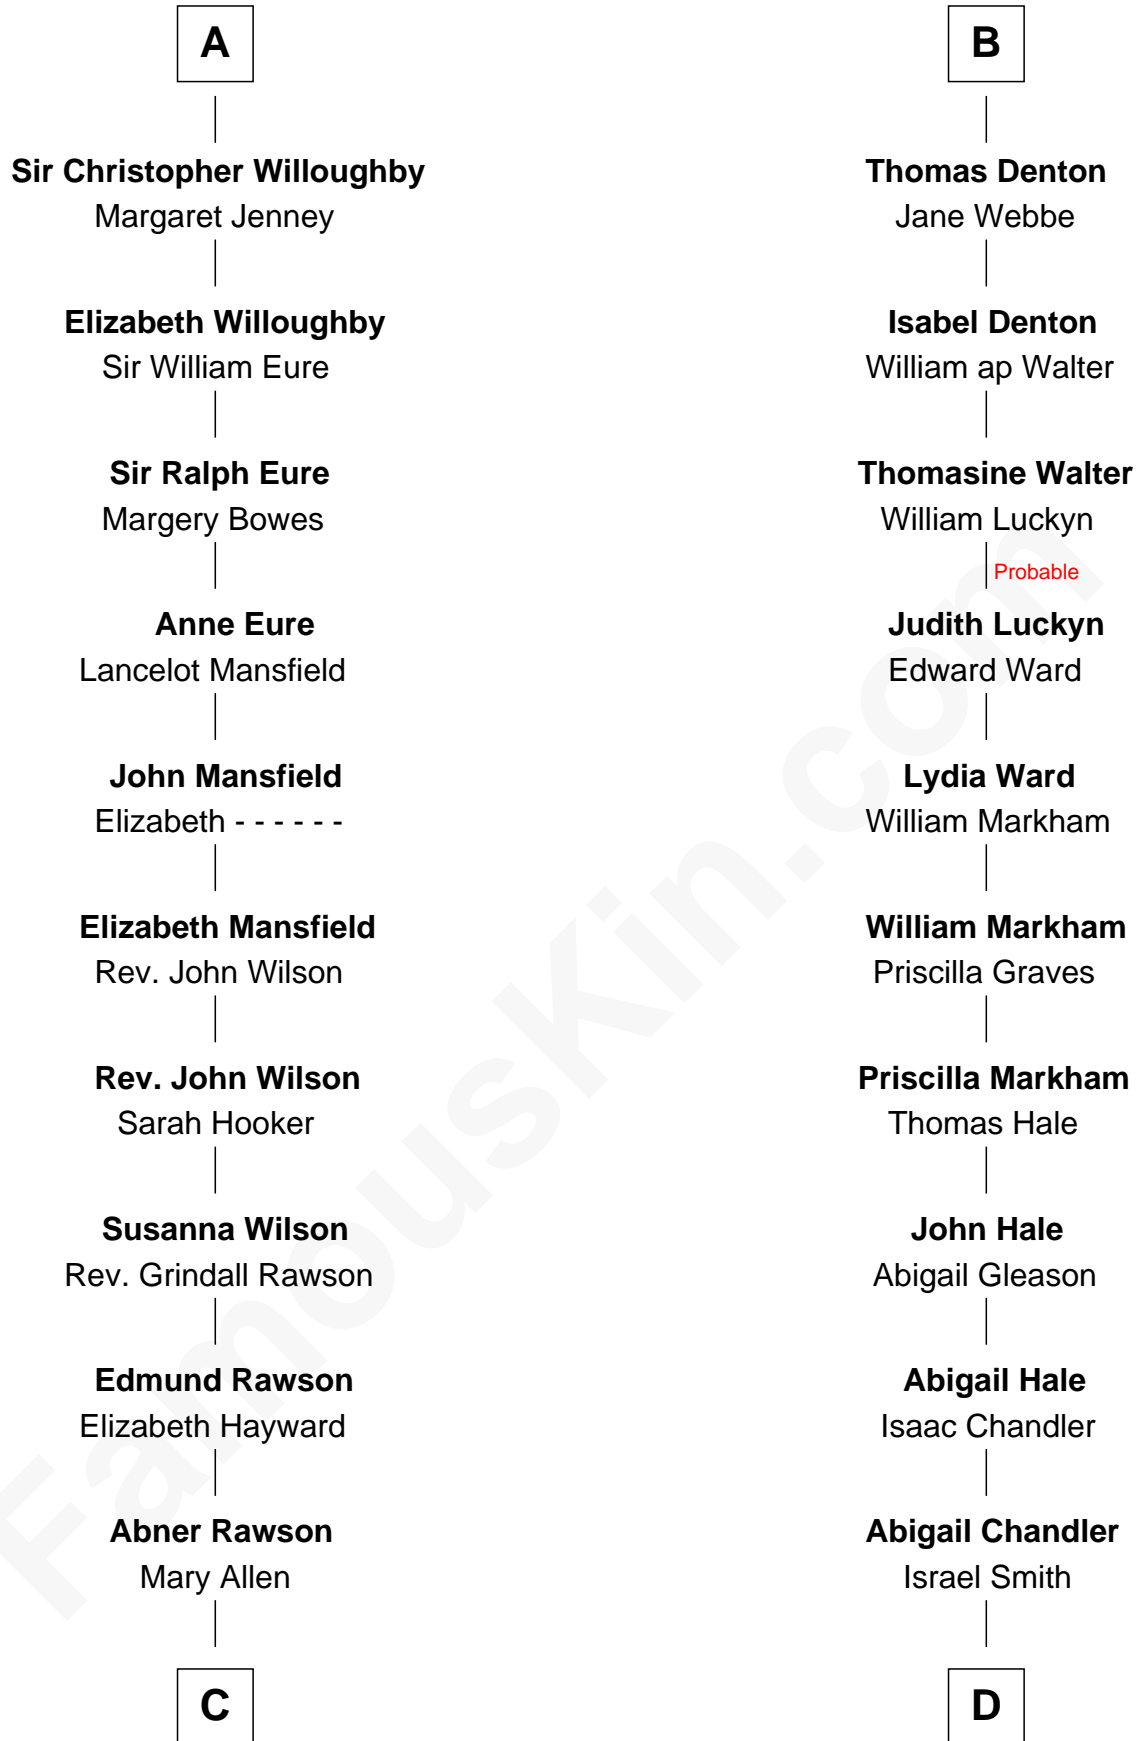 A
Sir Christopher Willoughby
Margaret Jenney
Elizabeth Willoughby
Sir William Eure
Sir Ralph Eure
Margery Bowes
Anne Eure
Lancelot Mansfield
John Mansfield
Elizabeth - - - - - -
Elizabeth Mansfield
Rev. John Wilson
Rev. John Wilson
Sarah Hooker
Susanna Wilson
Rev. Grindall Rawson
Edmund Rawson
Elizabeth Hayward
Abner Rawson
Mary Allen
C
B
Thomas Denton
Jane Webbe
Isabel Denton
William ap Walter
Thomasine Walter
William Luckyn
Probable
Judith Luckyn
Edward Ward
Lydia Ward
William Markham
William Markham
Priscilla Graves
Priscilla Markham
Thomas Hale
John Hale
Abigail Gleason
Abigail Hale
Isaac Chandler
Abigail Chandler
Israel Smith
D
FamousKin.com